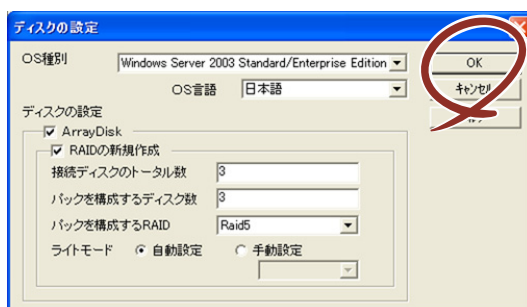 ディスクの設定
OS種別
Windows Server 2003 Standard/Enterprise Edition
OK
OS言語
日本語
キャンセル
ディスクの設定
ArrayDisk
RAIDの新規作成
接続ディスクのトータル数
3
パックを構成するディスク数
3
パックを構成するRAID
Raid5
ライトモード
自動設定
手動設定